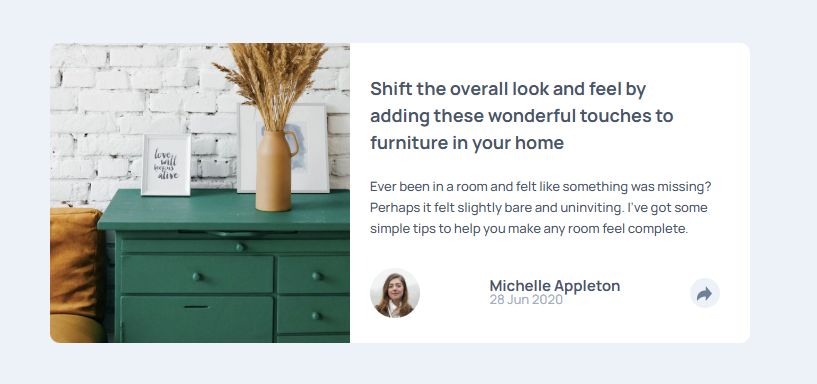 love
will
keep us
alive
Shift the overall look and feel by
adding these wonderful touches to
furniture in your home
Ever been in a room and felt like something was missing?
Perhaps it felt slightly bare and uninviting. I've got some
simple tips to help you make any room feel complete.
Michelle Appleton
28 Jun 2020